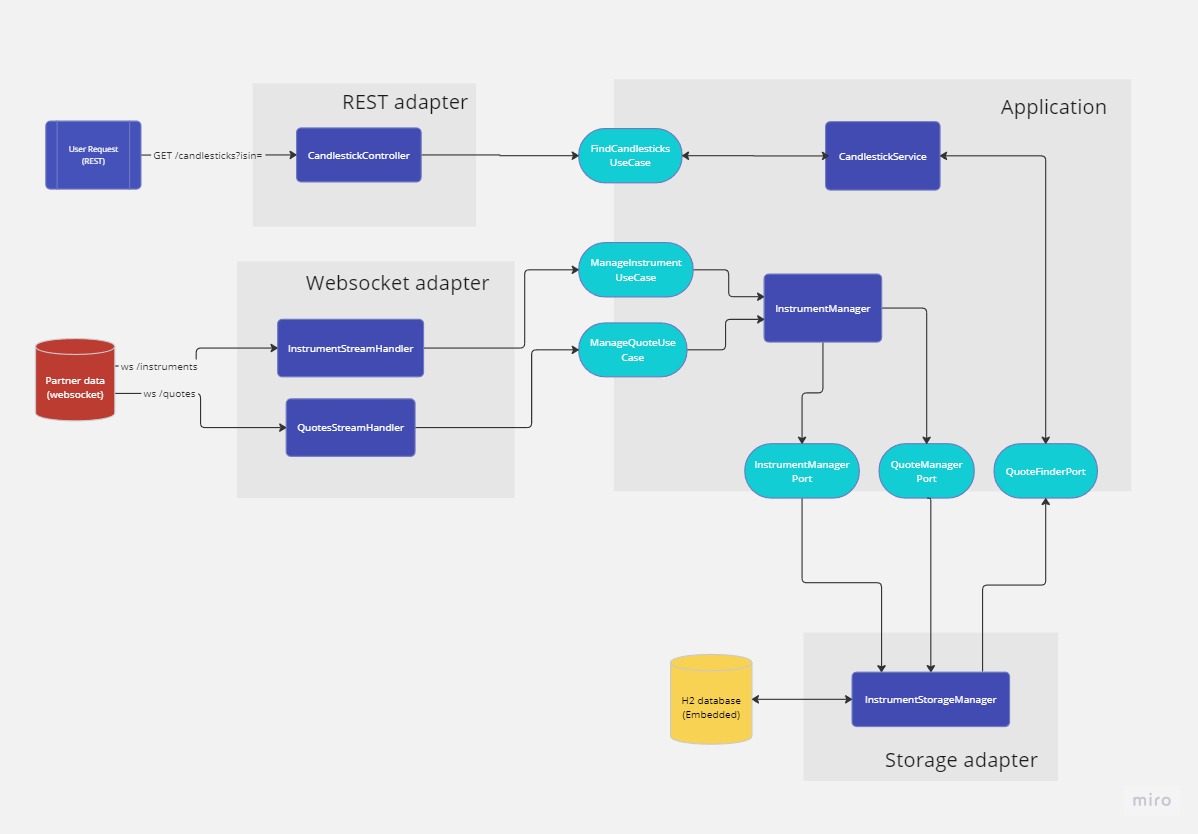 REST adapter
Application
User Request
(REST)
GET /candlesticks?isin=
CandlestickController
FindCandlesticks
UseCase
CandlestickService
Websocket adapter
ManageInstrument
UseCase
InstrumentManager
InstrumentStreamHandler
ManageQuoteUse
Case
Partner data
(websocket)
ws /instruments
ws /quotes
QuotesStreamHandler
InstrumentManager
Port
QuoteManager
Port
QuoteFinderPort
H2 database
(Embedded)
InstrumentStorageManager
Storage adapter
miro